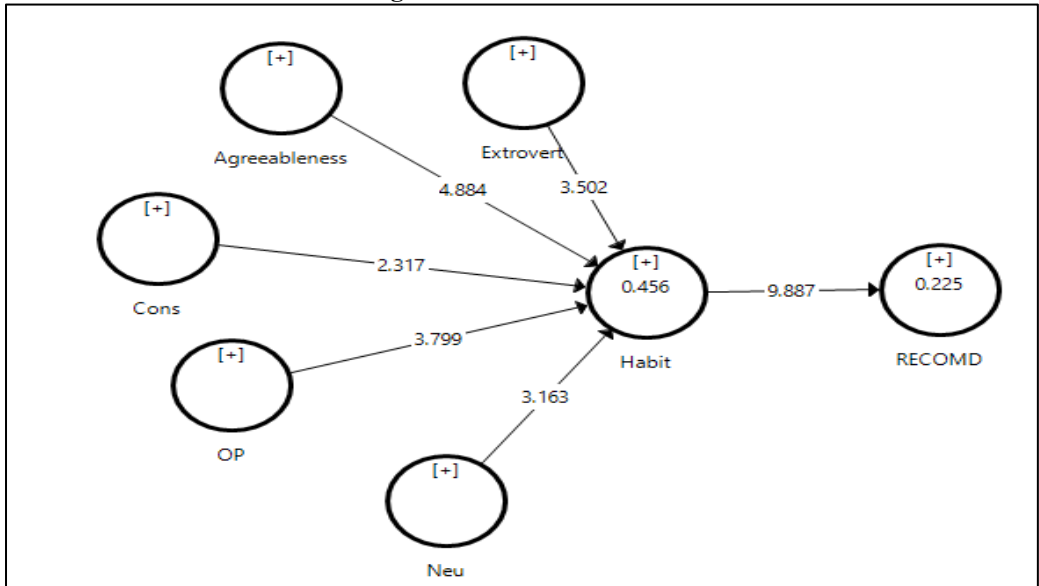 [+]
Agreeableness
[+]
Extrovert
4.884
3.502
[+]
Cons
2.317
[+]
0.456
Habit
9.887
[+]
0.225
RECOMD
[+]
OP
3.799
3.163
[+]
Neu